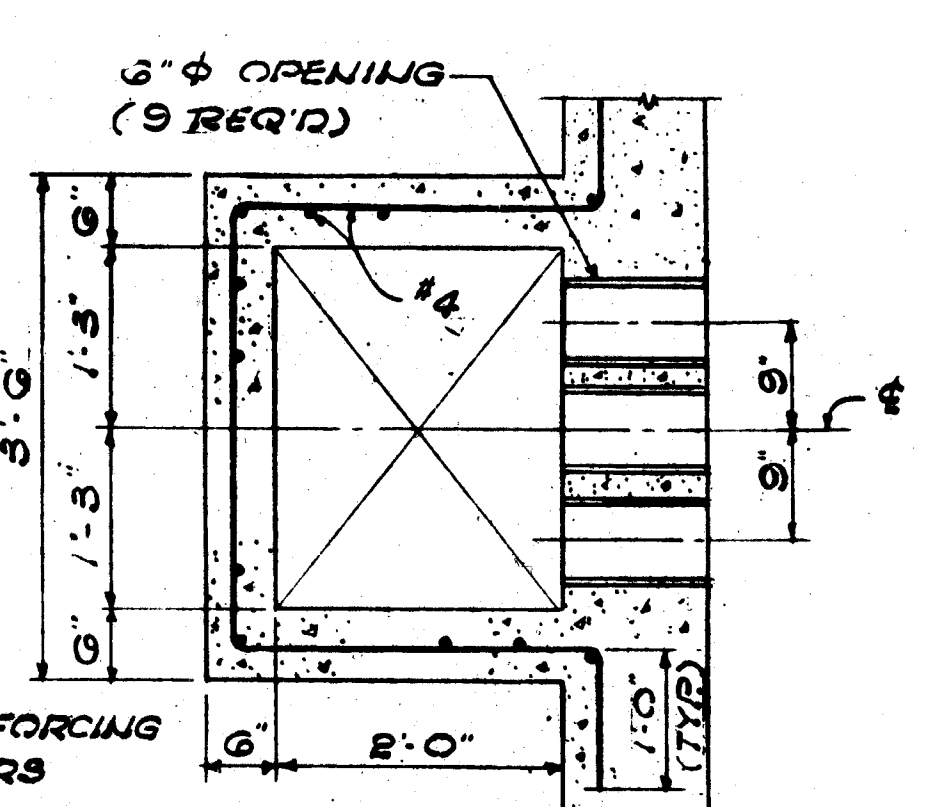 6" φ OPENING
(9 REQ'D)
6"
1'-3"
3'-6"
1'-3"
6"
#4
9"
9"
℄
6"
2'-0"
1'-0"
(TYP.)
FORCING
RS